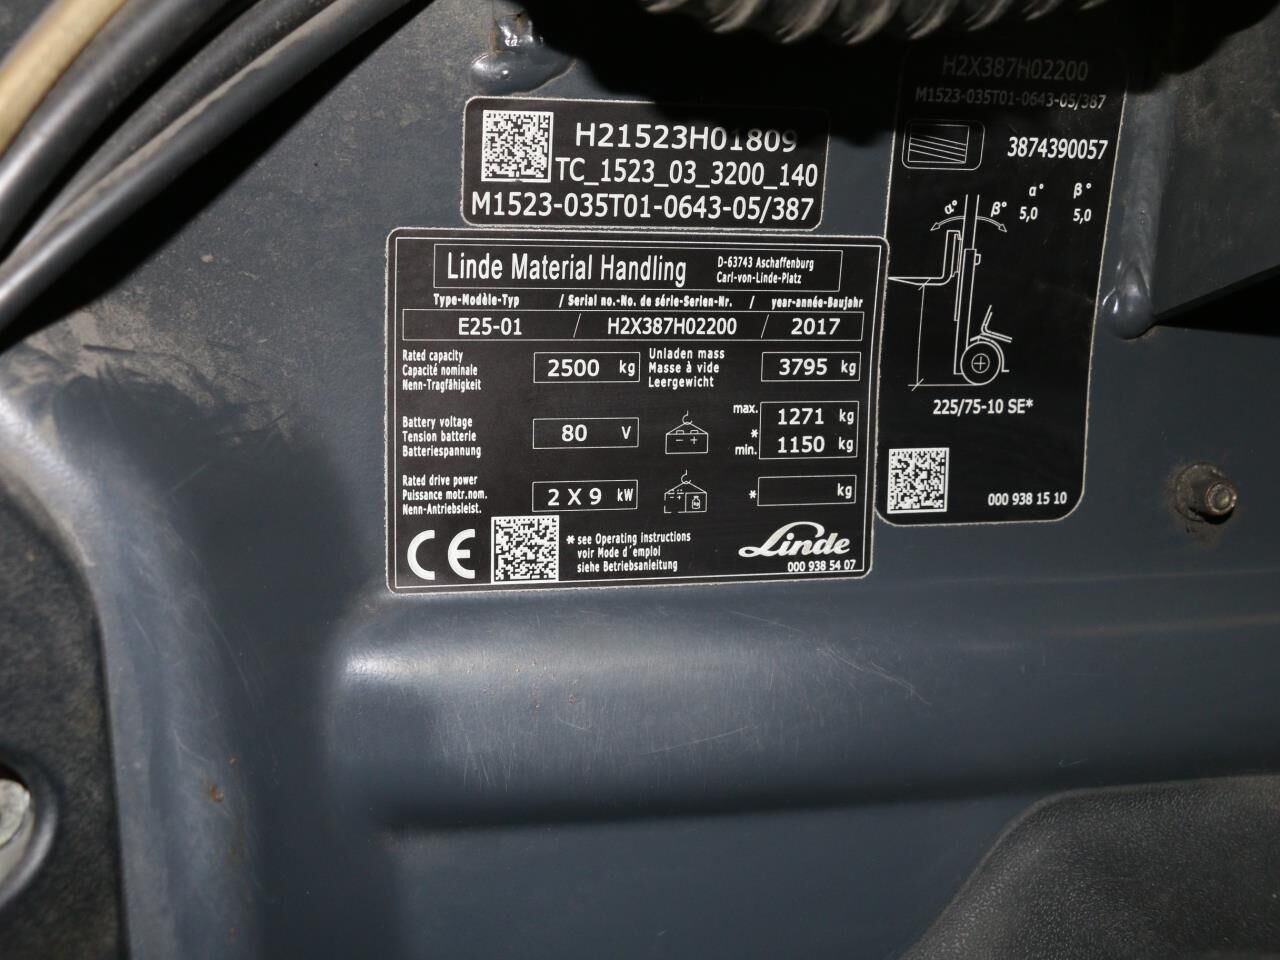 H21523H01809
TC_1523_03_3200_140
M1523-035T01-0643-05/387
Linde Material Handling
D-63743 Aschaffenburg
Carl-von-Linde-Platz
Type-Modèle-Typ / Serial no.-No. de série-Serien-Nr. / year-année-Baujahr
E25-01 / H2X387H02200 / 2017
Rated capacity
Capacité nominale
Nenn-Tragfähigkeit
2500 kg
Unladen mass
Masse à vide
Leergewicht
3795 kg
Battery voltage
Tension batterie
Batteriespannung
80 V
- +
max. 1271 kg
*
min. 1150 kg
Rated drive power
Puissance motr.nom.
Nenn-Antriebsleist.
2 X 9 kW
* kg
CE
* see Operating instructions
voir Mode d'emploi
siehe Betriebsanleitung
Linde
000 938 54 07
H2X387H02200
M1523-035T01-0643-05/387
3874390057
α° β°
α° β° 5,0 5,0
225/75-10 SE*
000 938 15 10